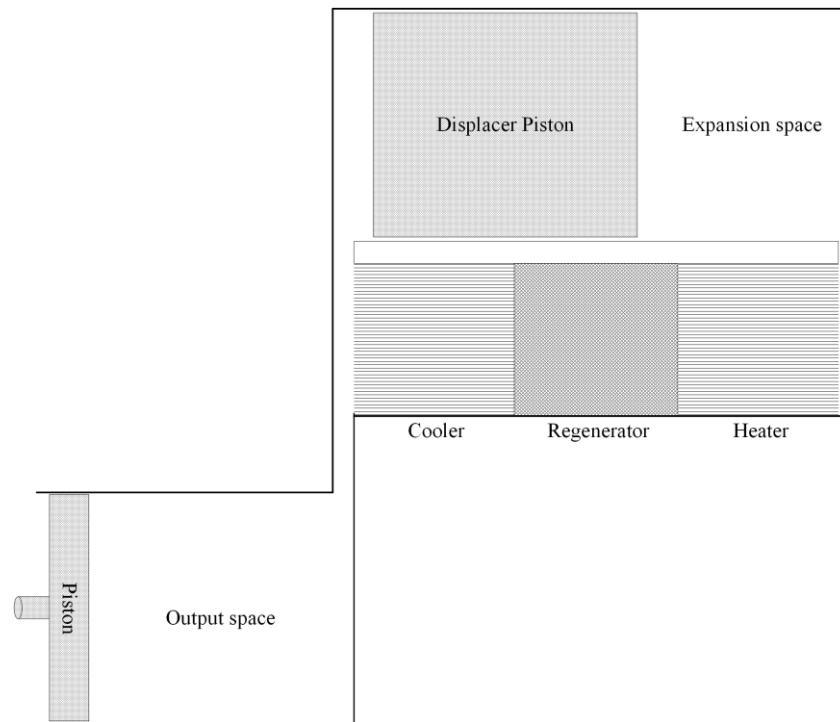 Displacer Piston
Expansion space
Cooler
Regenerator
Heater
Piston
Output space